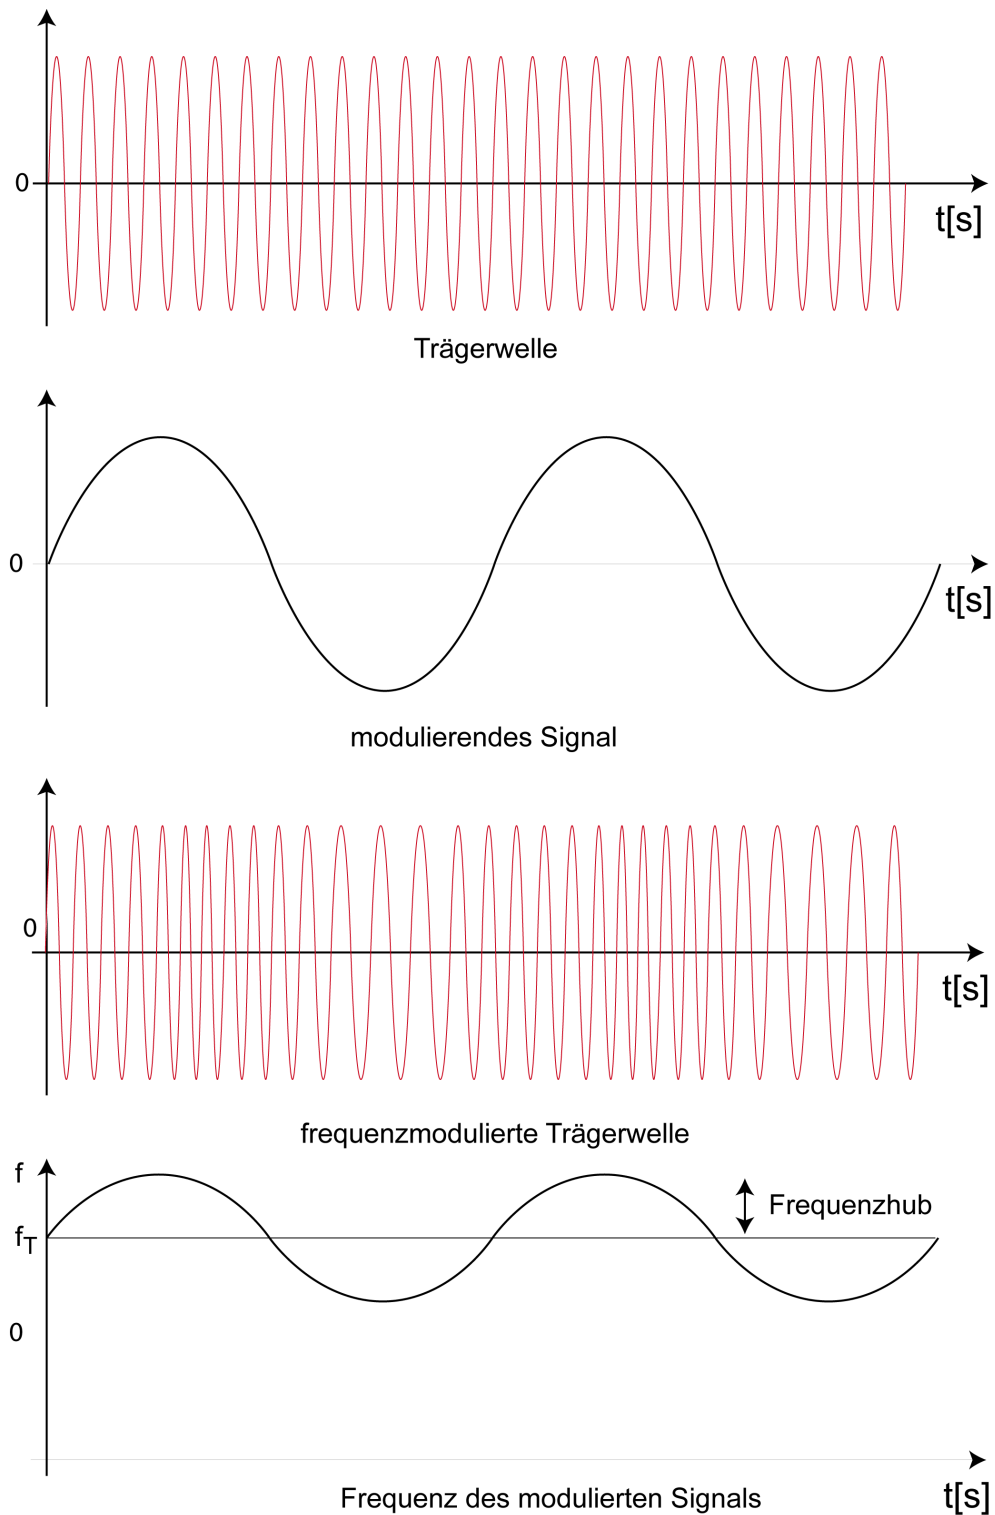 0
t[s]
Trägerwelle
0
t[s]
modulierendes Signal
0
t[s]
frequenzmodulierte Trägerwelle
f
Frequenzhub
fT
0
t[s]
Frequenz des modulierten Signals